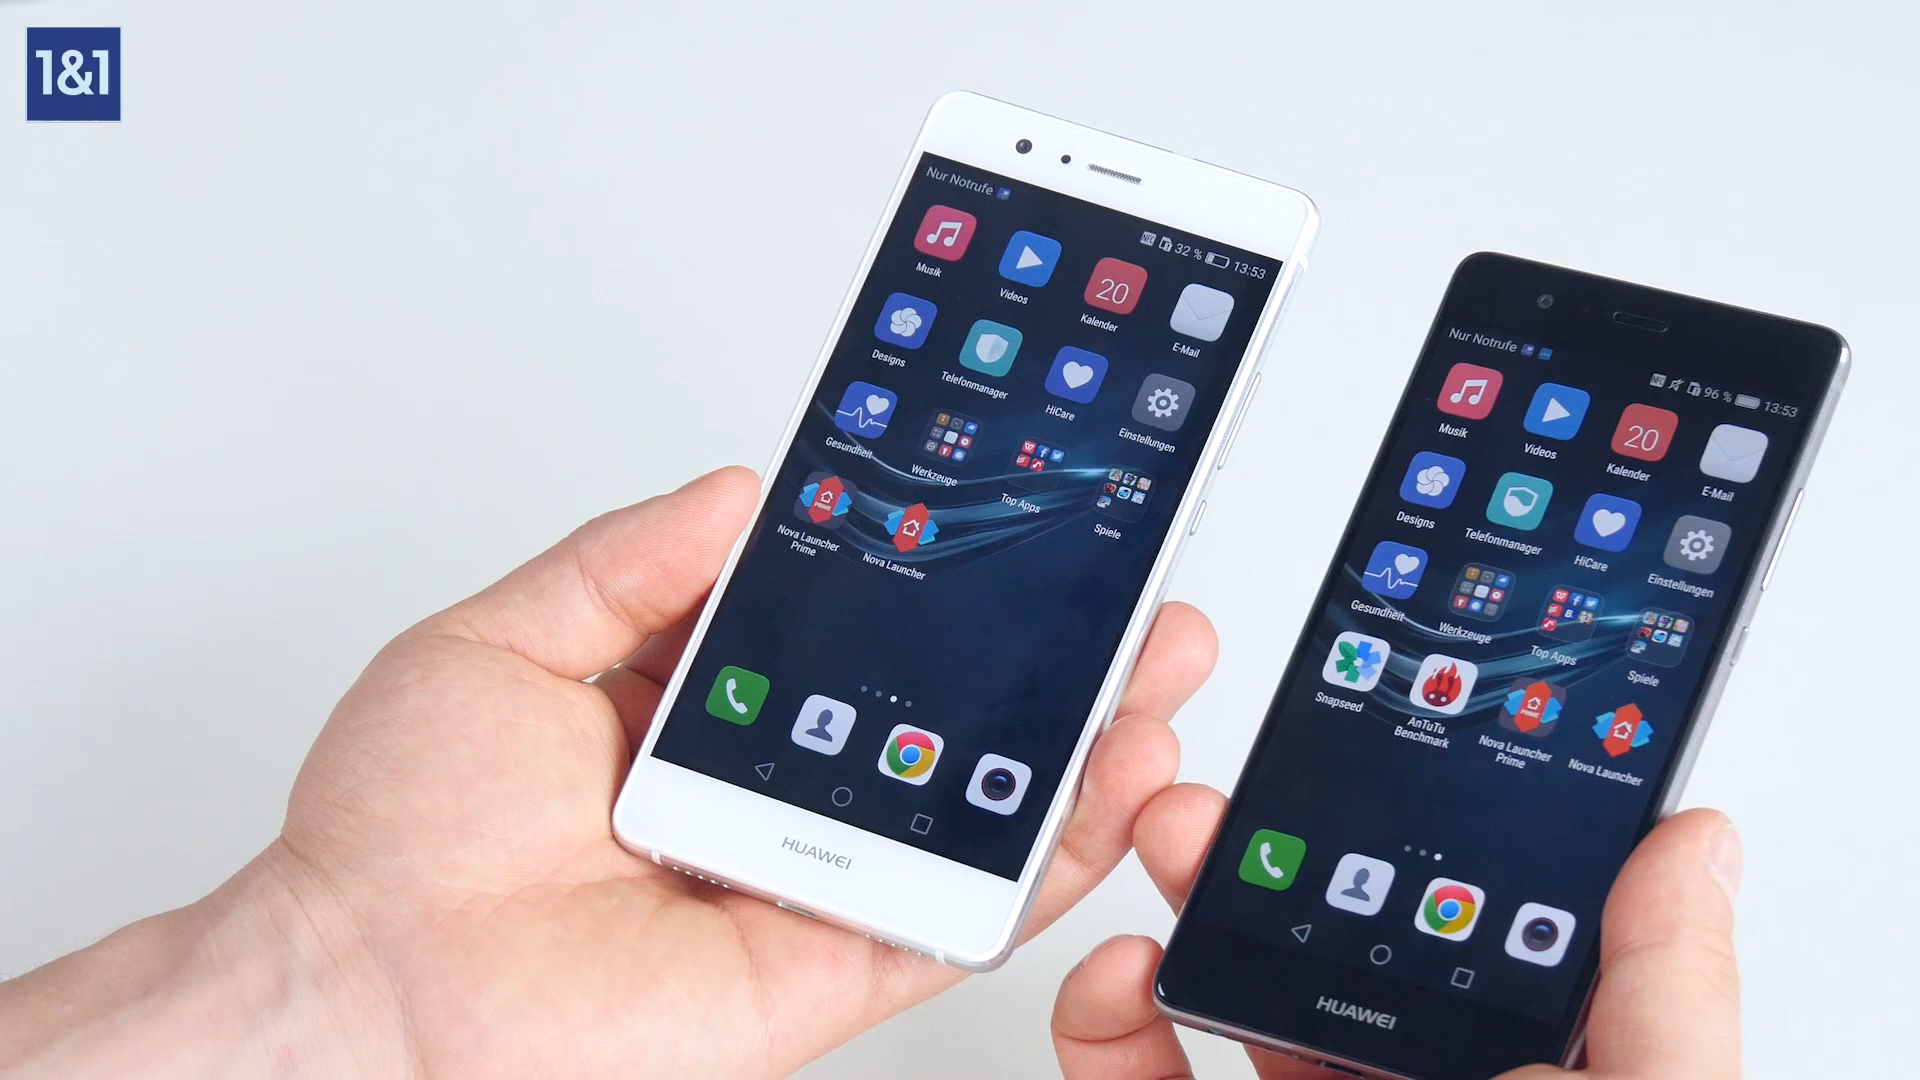 1&1
Nur Notrufe
32 % 13:53
Musik
Videos
20
Kalender
E-Mail
Designs
Telefonmanager
HiCare
Einstellungen
Gesundheit
Werkzeuge
Top Apps
Spiele
PRIME
Nova Launcher
Prime
Nova Launcher
HUAWEI
Nur Notrufe
96 % 13:53
Musik
Videos
20
Kalender
E-Mail
Designs
Telefonmanager
HiCare
Einstellungen
Gesundheit
Werkzeuge
Top Apps
Spiele
Snapseed
AnTuTu
Benchmark
PRIME
Nova Launcher
Prime
Nova Launcher
HUAWEI